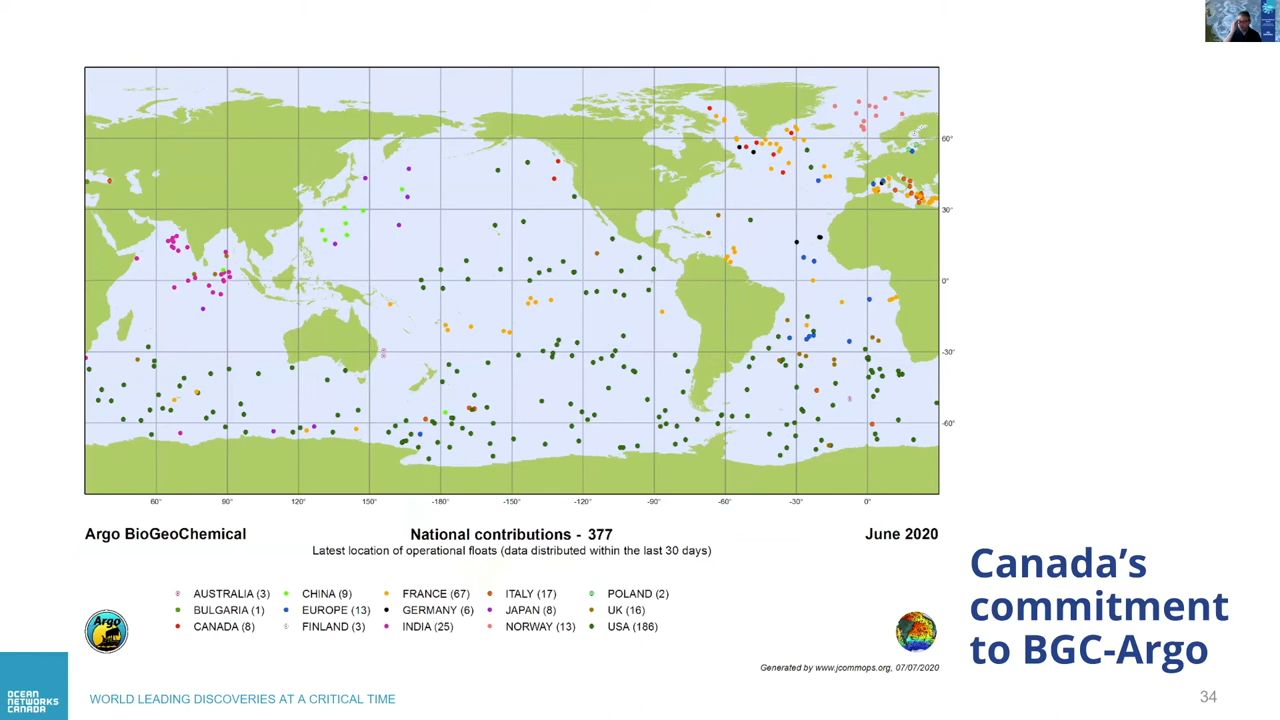 60°
30°
0°
-30°
-60°
60°
90°
120°
150°
-180°
-150°
-120°
-90°
-60°
-30°
0°
Argo BioGeoChemical
National contributions - 377
June 2020
Latest location of operational floats (data distributed within the last 30 days)
AUSTRALIA (3)
CHINA (9)
FRANCE (67)
ITALY (17)
POLAND (2)
BULGARIA (1)
EUROPE (13)
GERMANY (6)
JAPAN (8)
UK (16)
CANADA (8)
FINLAND (3)
INDIA (25)
NORWAY (13)
USA (186)
Argo
Generated by www.jcommops.org, 07/07/2020
Canada's
commitment
to BGC-Argo
OCEAN
NETWORKS
CANADA
WORLD LEADING DISCOVERIES AT A CRITICAL TIME
34